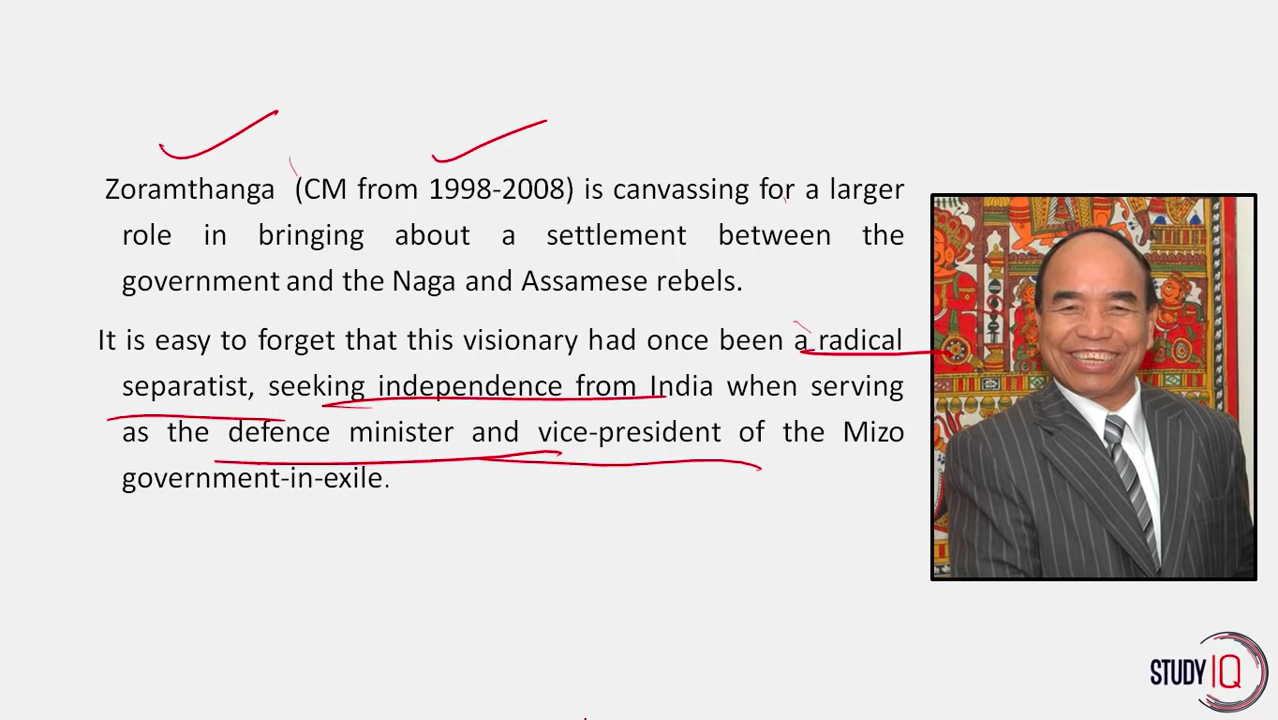 Zoramthanga (CM from 1998-2008) is canvassing for a larger
role in bringing about a settlement between the
government and the Naga and Assamese rebels.
It is easy to forget that this visionary had once been a radical
separatist, seeking independence from India when serving
as the defence minister and vice-president of the Mizo
government-in-exile.
STUDY IQ